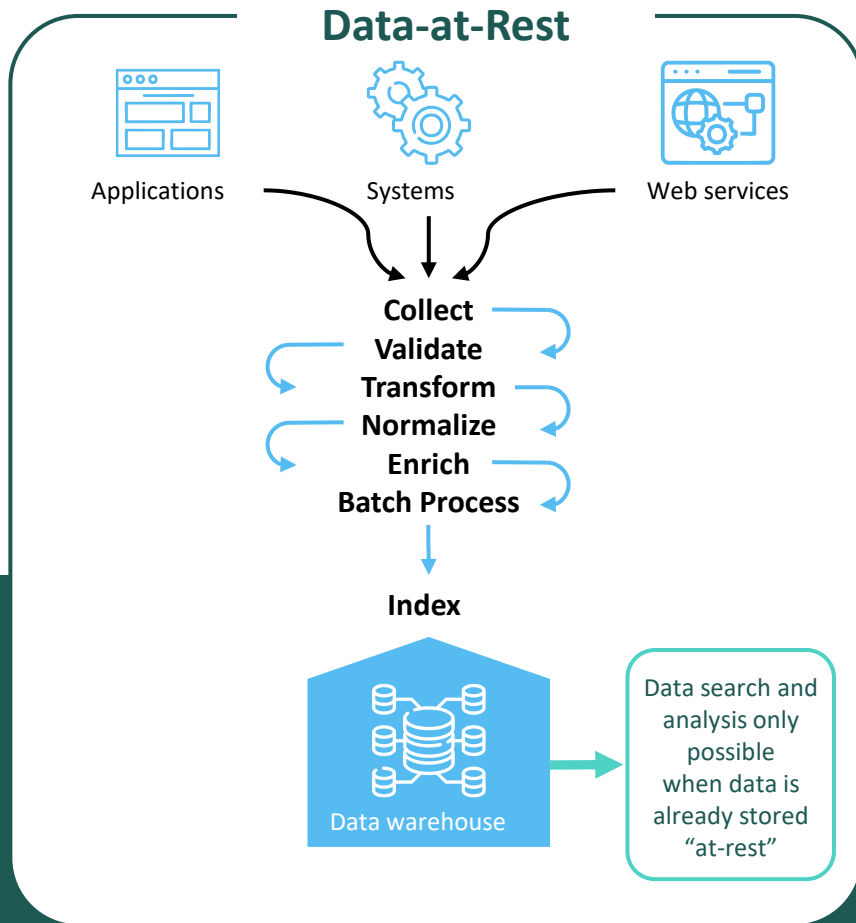 Data-at-Rest
Applications
Systems
Web services
Collect
Validate
Transform
Normalize
Enrich
Batch Process
Index
Data warehouse
Data search and
analysis only
possible
when data is
already stored
“at-rest”